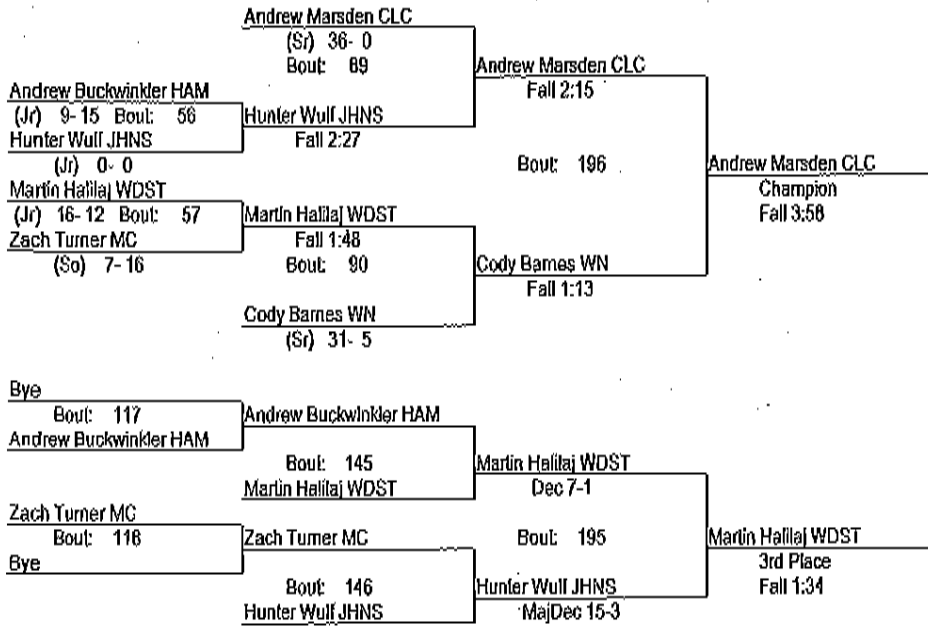 Andrew Marsden CLC
(Sr) 36- 0
Bout: 89
Andrew Marsden CLC
Fall 2:15
Andrew Buckwinkler HAM
(Jr) 9- 15 Bout: 56
Hunter Wulf JHNS
Hunter Wulf JHNS
Fall 2:27
(Jr) 0- 0
Bout: 196
Andrew Marsden CLC
Champion
Fall 3:58
Martin Halilaj WDST
(Jr) 16- 12 Bout: 57
Martin Halilaj WDST
Zach Turner MC
Fall 1:48
(So) 7- 16
Bout: 90
Cody Barnes WN
Fall 1:13
Cody Barnes WN
(Sr) 31- 5
Bye
Bout: 117
Andrew Buckwinkler HAM
Andrew Buckwinkler HAM
Bout: 145
Martin Halilaj WDST
Martin Halilaj WDST
Dec 7-1
Zach Turner MC
Bout: 118
Zach Turner MC
Bout: 195
Martin Halilaj WDST
Bye
3rd Place
Bout: 146
Hunter Wulf JHNS
Fall 1:34
Hunter Wulf JHNS
MajDec 15-3